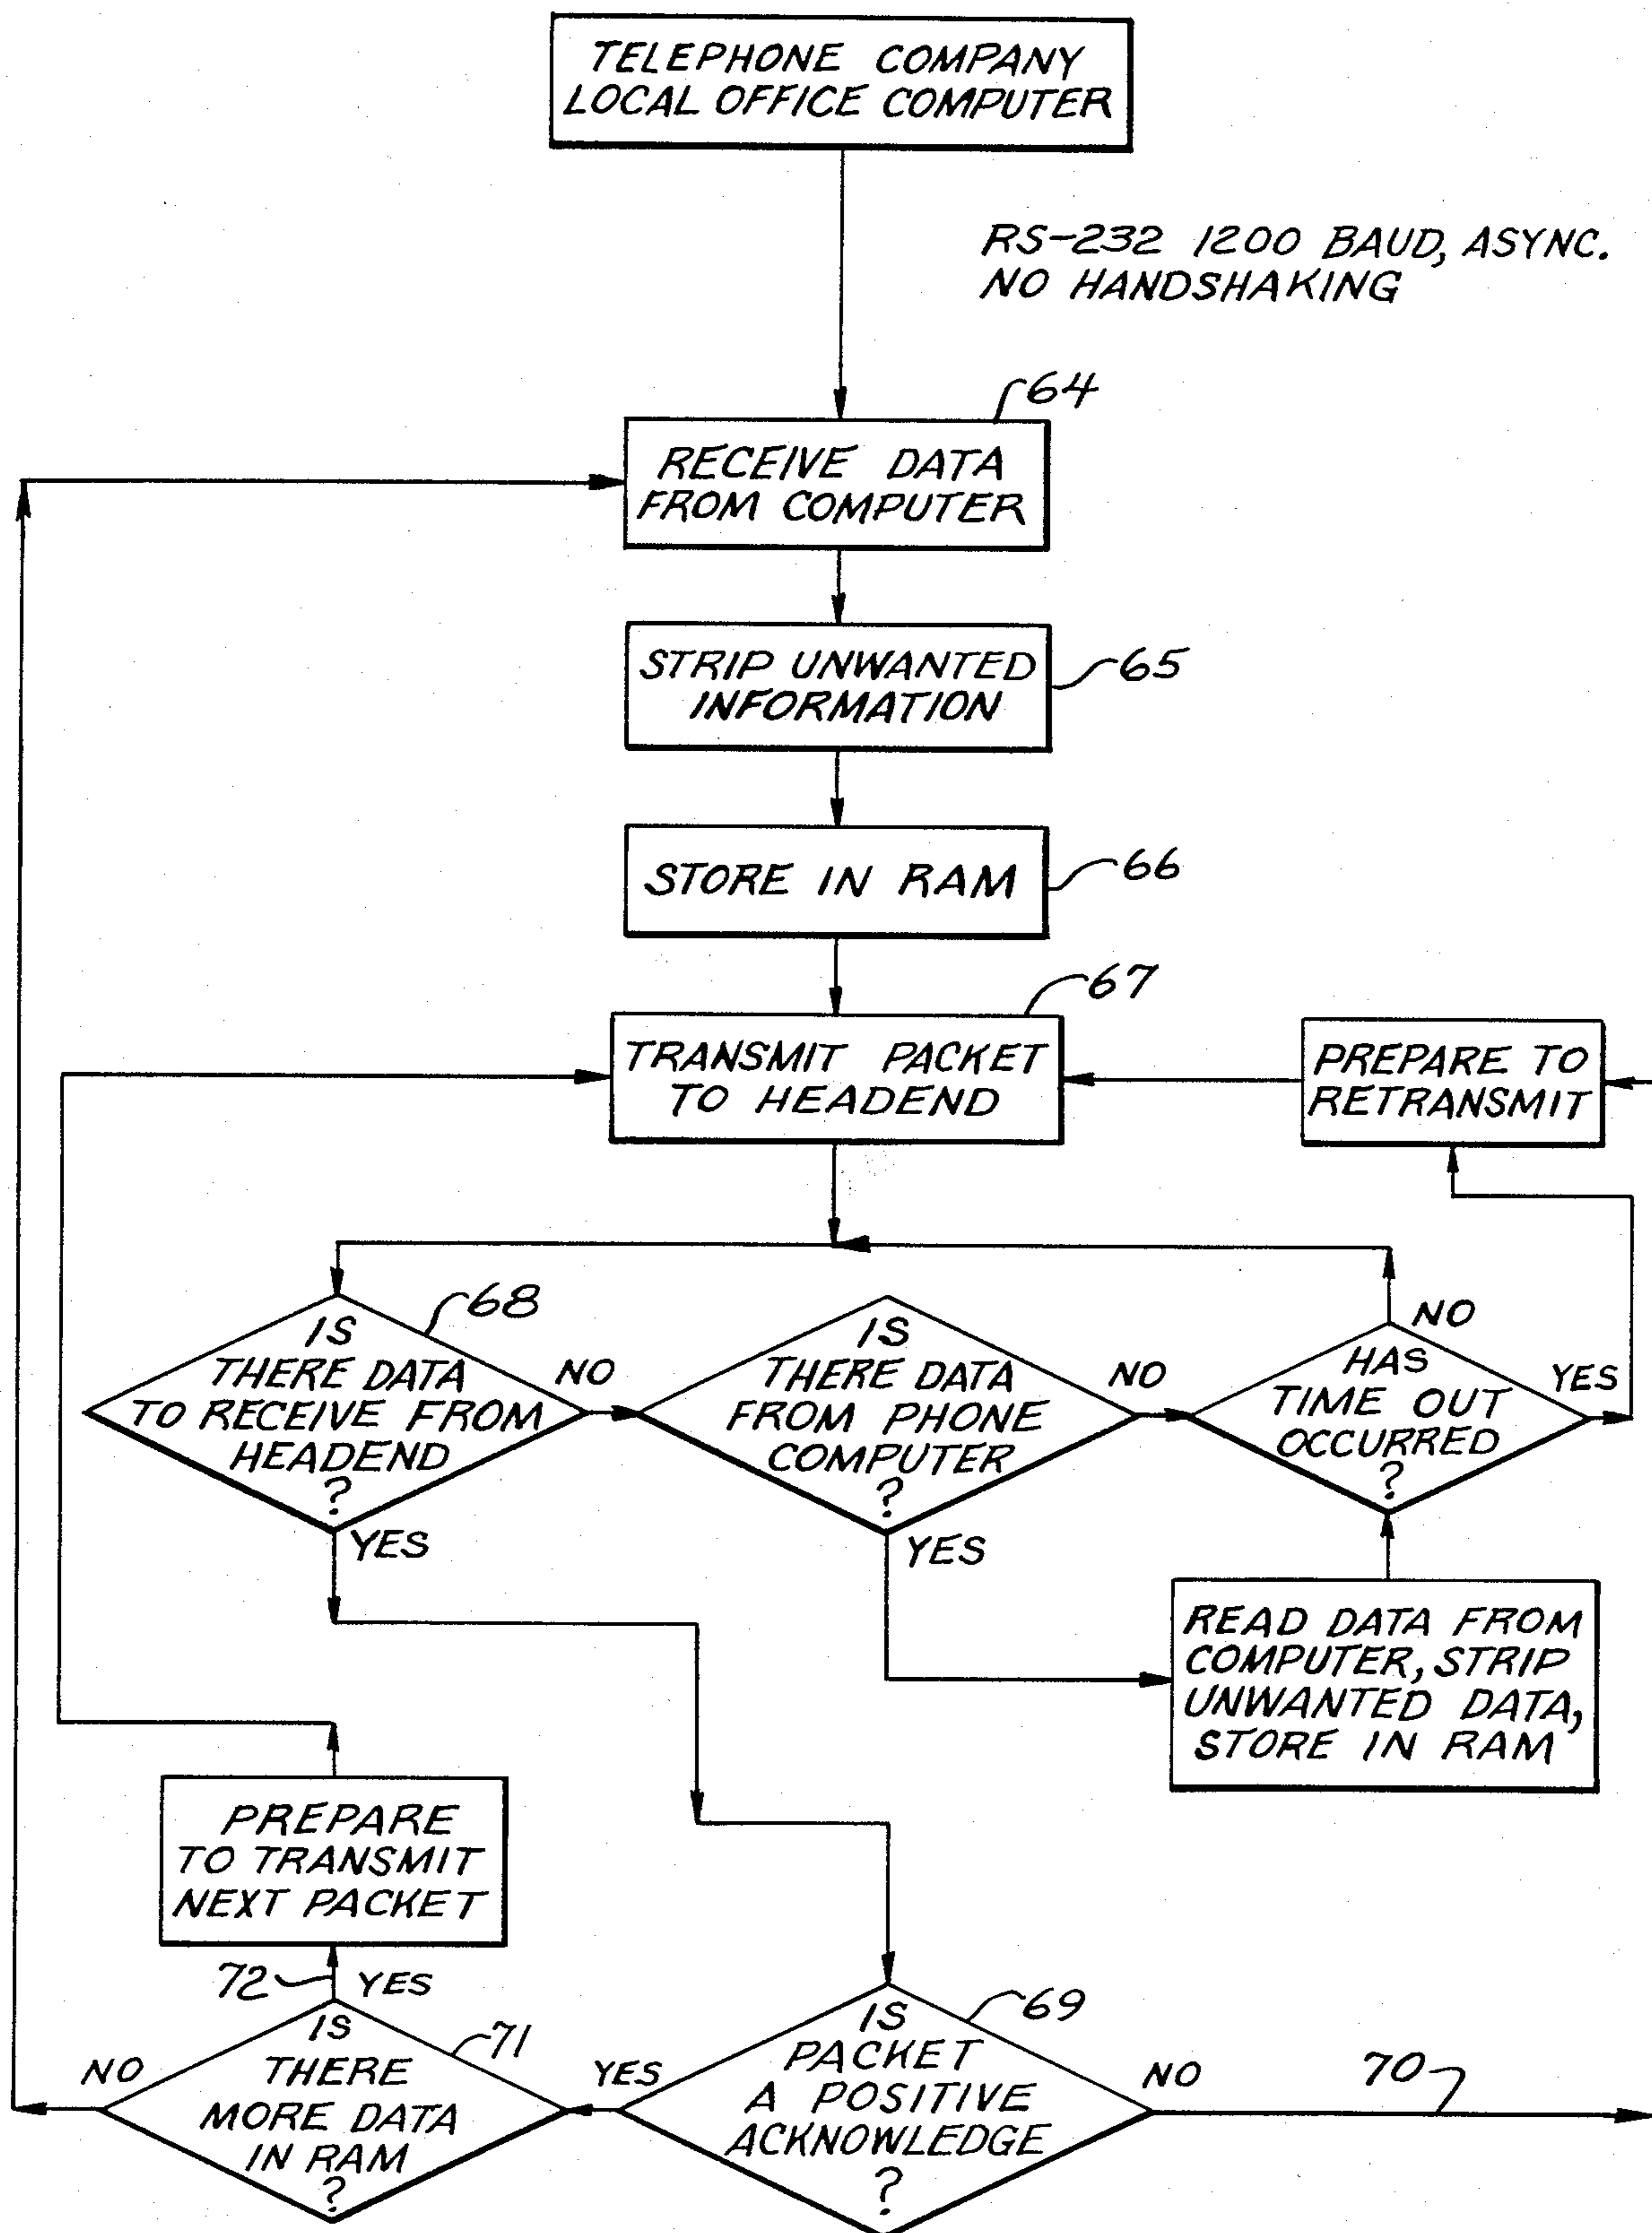 TELEPHONE COMPANY
LOCAL OFFICE COMPUTER
RS-232 1200 BAUD, ASYNC.
NO HANDSHAKING
64
RECEIVE DATA
FROM COMPUTER
STRIP UNWANTED
INFORMATION
65
STORE IN RAM
66
67
TRANSMIT PACKET
TO HEADEND
PREPARE TO
RETRANSMIT
68
IS
THERE DATA
TO RECEIVE FROM
HEADEND
?
NO
YES
IS
THERE DATA
FROM PHONE
COMPUTER
?
NO
YES
NO
HAS
TIME OUT
OCCURRED
?
YES
READ DATA FROM
COMPUTER, STRIP
UNWANTED DATA,
STORE IN RAM
PREPARE
TO TRANSMIT
NEXT PACKET
72
YES
71
NO
IS
THERE
MORE DATA
IN RAM
?
YES
69
IS
PACKET
A POSITIVE
ACKNOWLEDGE
?
NO
70